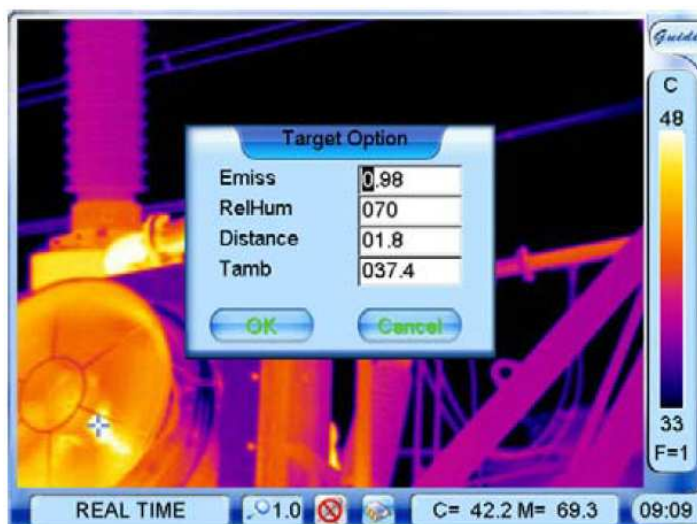 Guide
C
48
Target Option
Emiss 0.98
RelHum 070
Distance 01.8
Tamb 037.4
OK Cancel
33
F=1
REAL TIME 1.0 C= 42.2 M= 69.3 09:09